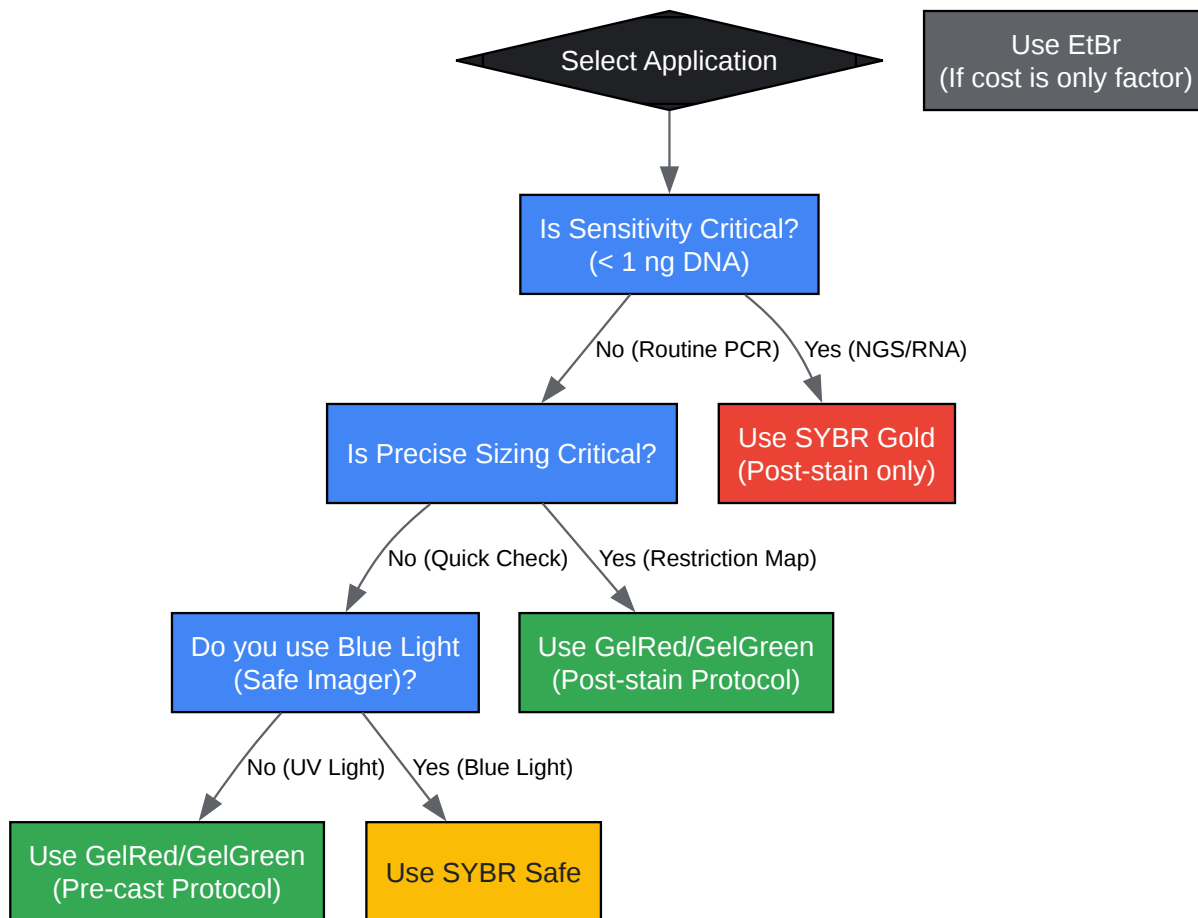 Select Application
Use EtBr
(If cost is only factor)
Is Sensitivity Critical?
(< 1 ng DNA)
No (Routine PCR)
Yes (NGS/RNA)
Is Precise Sizing Critical?
Use SYBR Gold
(Post-stain only)
No (Quick Check)
Yes (Restriction Map)
Do you use Blue Light
(Safe Imager)?
Use GelRed/GelGreen
(Post-stain Protocol)
No (UV Light)
Yes (Blue Light)
Use GelRed/GelGreen
(Pre-cast Protocol)
Use SYBR Safe